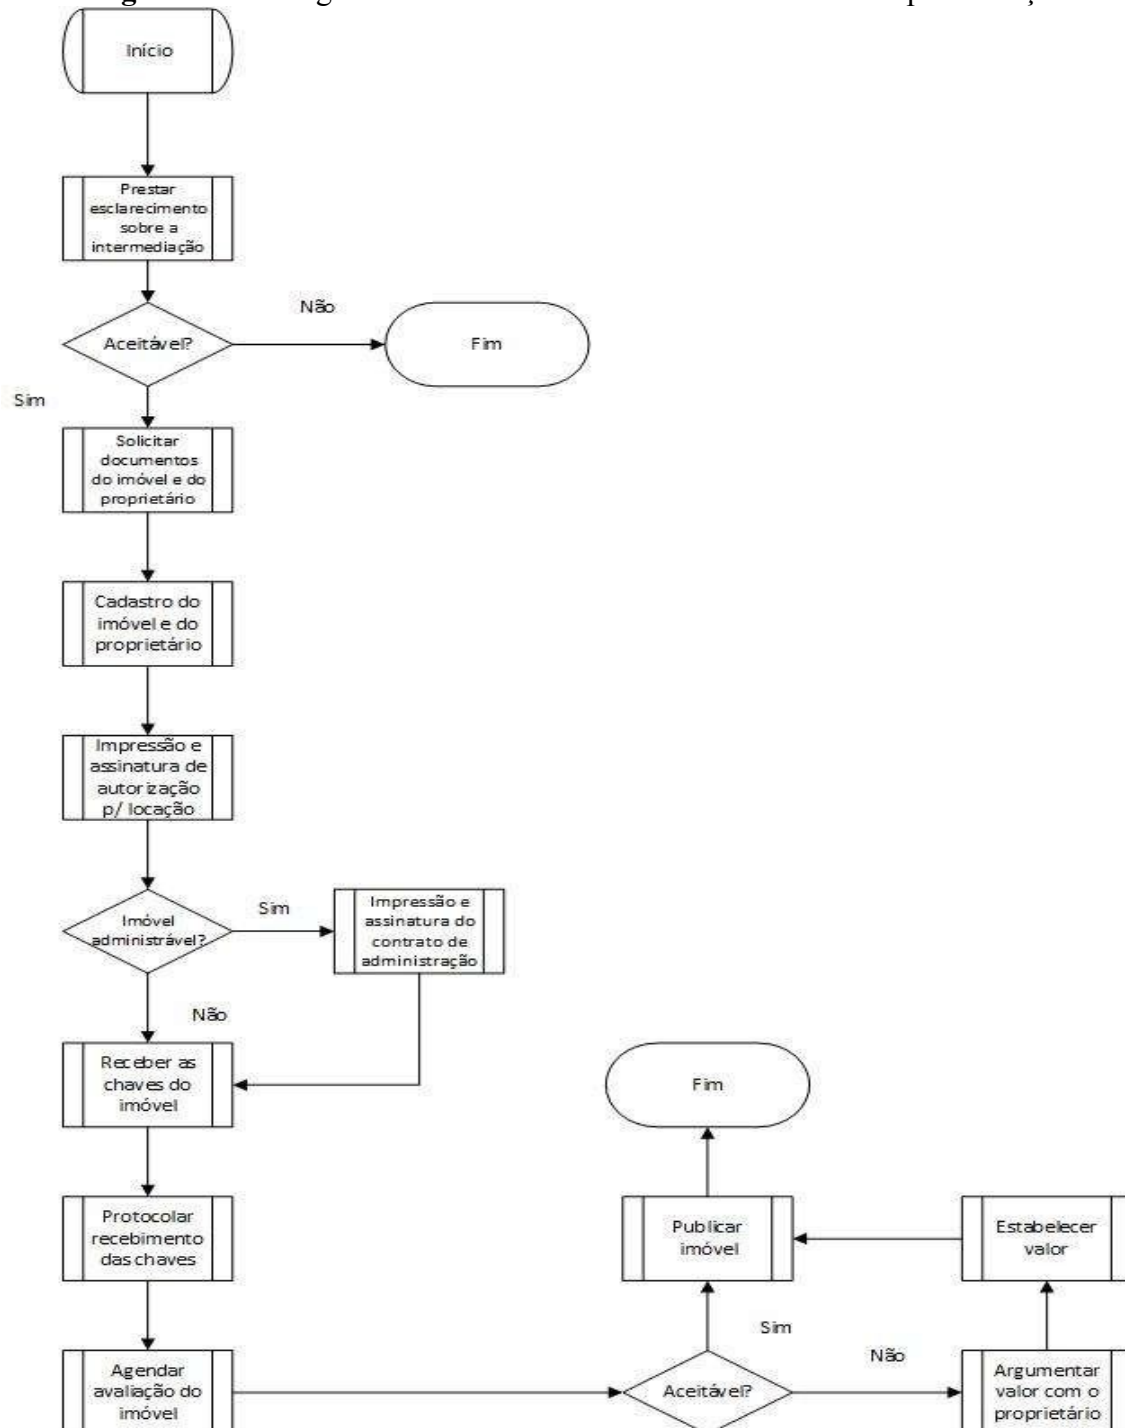 Início
Prestar
esclarecimento
sobre a
intermediação
Não
Aceitável?
Fim
Sim
Solicitar
documentos
do imóvel e do
proprietário
Cadastro do
imóvel e do
proprietário
Impressão e
assinatura de
autorização
p/ locação
Imóvel
administrável?
Sim
Impressão e
assinatura do
contrato de
administração
Não
Receber as
chaves do
imóvel
Fim
Protocolar
recebimento
das chaves
Publicar
imóvel
Estabelecer
valor
Sim
Não
Agendar
avaliação do
imóvel
Aceitável?
Argumentar
valor com o
proprietário